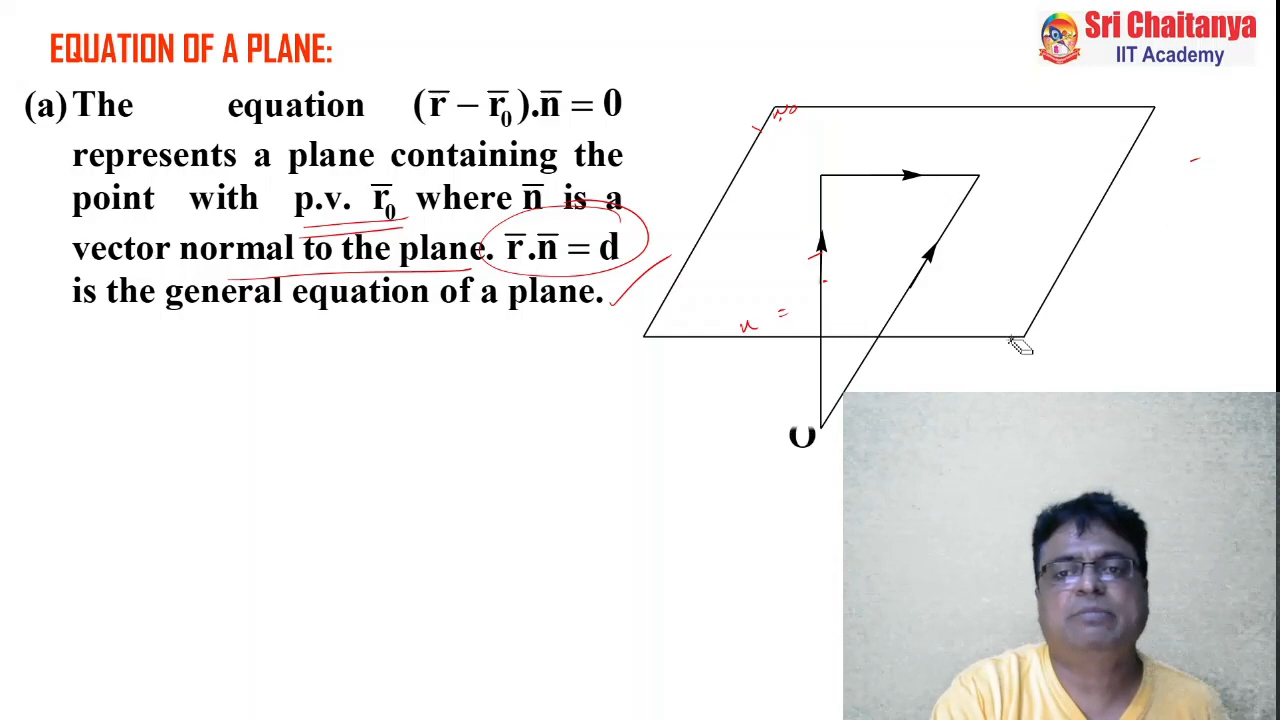 EQUATION OF A PLANE:
Sri Chaitanya
IIT Academy
(a) The equation (r̅ − r̅₀).n̅ = 0
represents a plane containing the
point with p.v. r̅₀ where n̅ is a
vector normal to the plane. r̅.n̅ = d
is the general equation of a plane.
n =
O